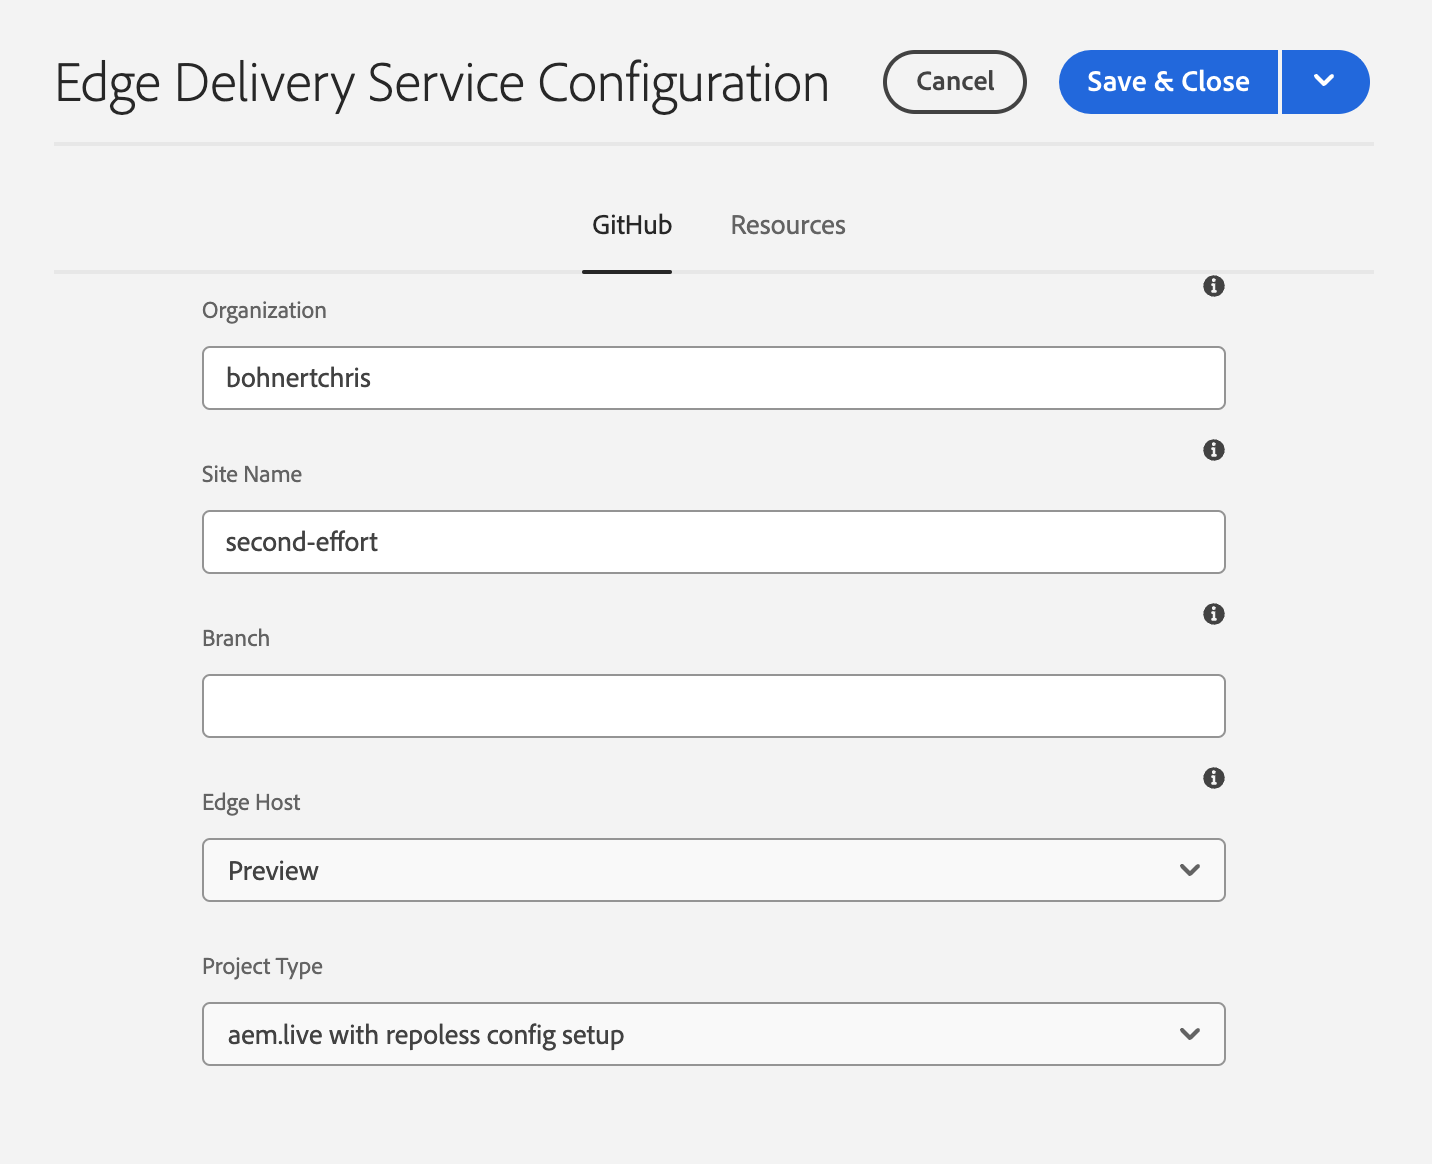 Edge Delivery Service Configuration
Cancel
Save & Close
GitHub
Resources
Organization
bohnertchris
Site Name
second-effort
Branch
Edge Host
Preview
Project Type
aem.live with repoless config setup